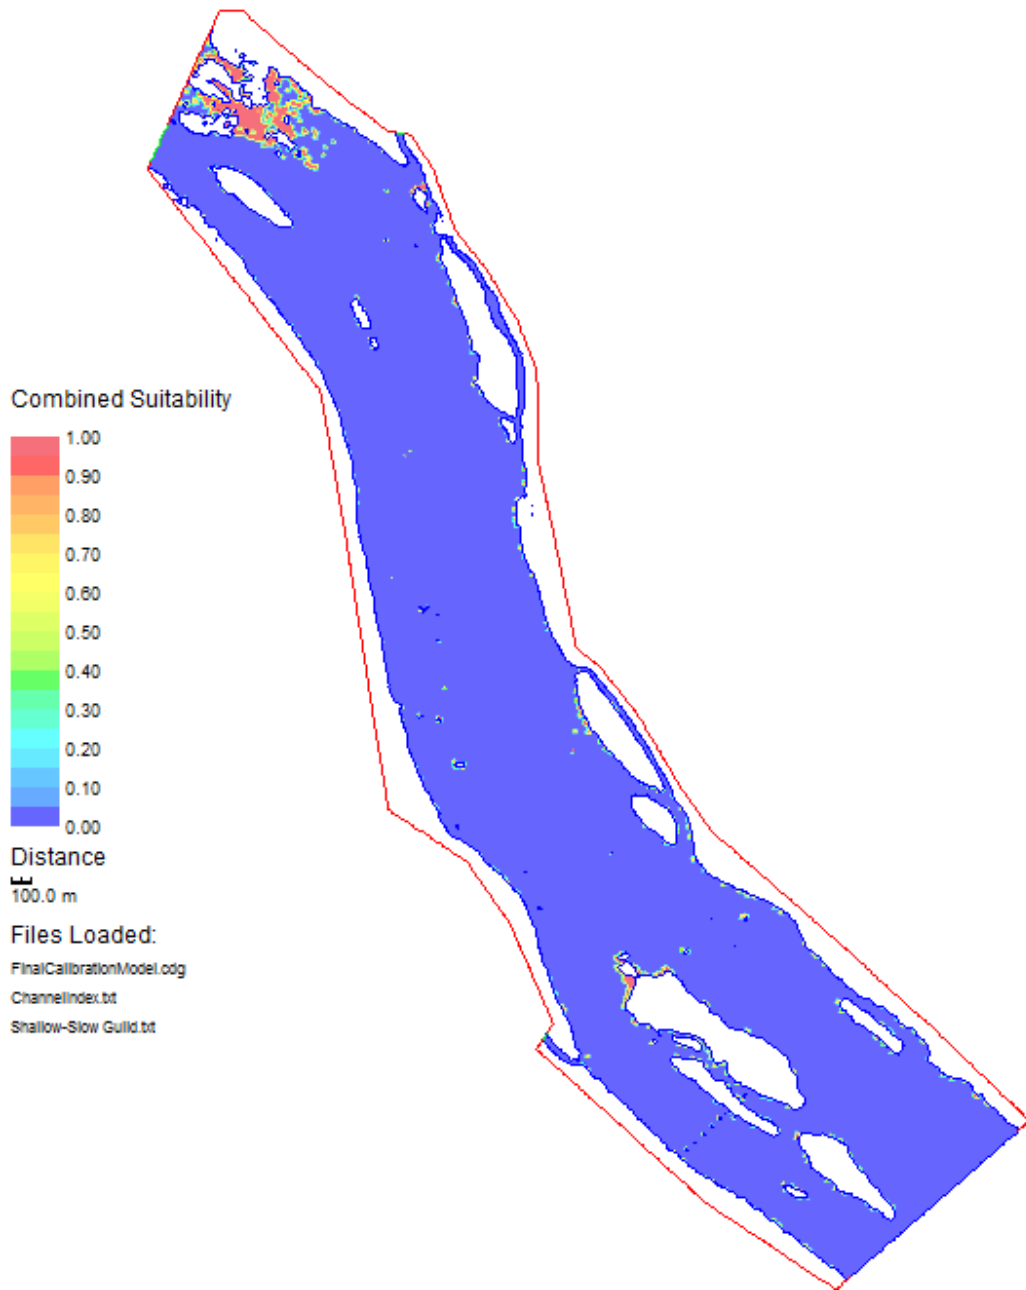 Combined Suitability
1.00
0.90
0.80
0.70
0.60
0.50
0.40
0.30
0.20
0.10
0.00
Distance
100.0 m
Files Loaded:
FinalCalibrationModel.cdg
ChannelIndex.txt
Shallow-Slow Guild.txt